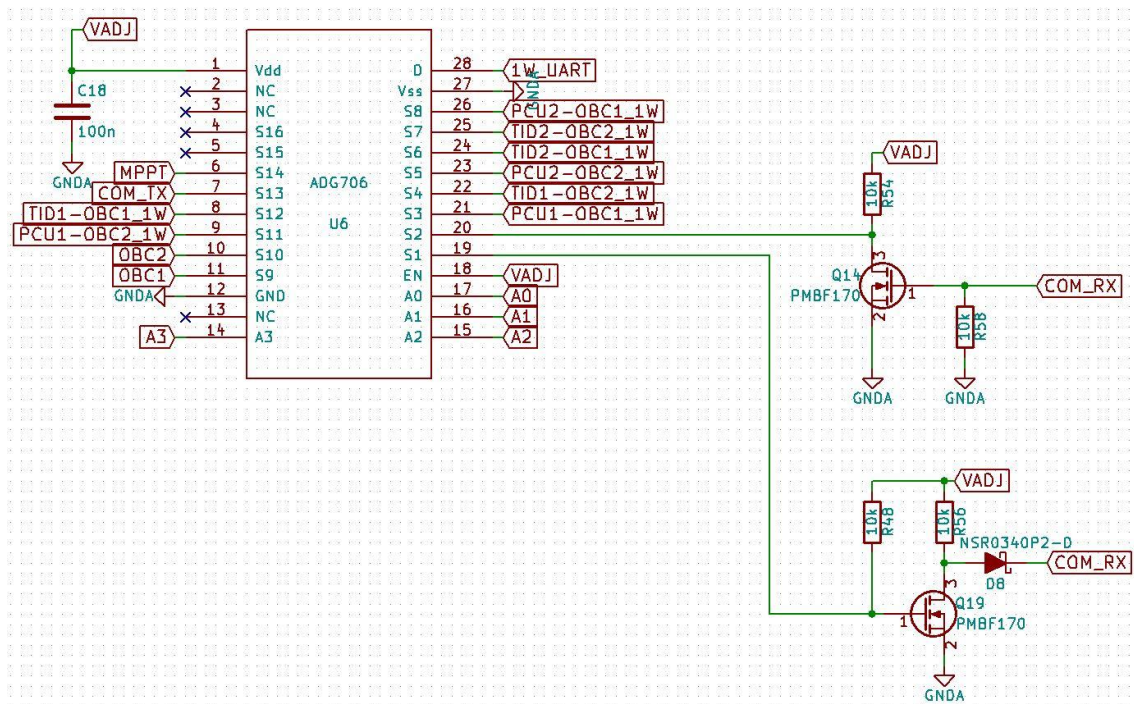 VADJ
C18
100n
GNDA
1 Vdd
2 NC
3 NC
4 S16
5 S15
MPPT 6 S14
COM_TX 7 S13
TID1-OBC1_1W 8 S12
PCU1-OBC2_1W 9 S11
OBC2 10 S10
OBC1 11 S9
GNDA 12 GND
13 NC
A3 14 A3
ADG706
U6
D 28 1W_UART
Vss 27 GNDA
S8 26 PCU2-OBC1_1W
S7 25 TID2-OBC2_1W
S6 24 TID2-OBC1_1W
S5 23 PCU2-OBC2_1W
S4 22 TID1-OBC2_1W
S3 21 PCU1-OBC1_1W
S2 20
S1 19
EN 18 VADJ
A0 17 A0
A1 16 A1
A2 15 A2
VADJ
10k R54
Q14
PMBF170
3
1
2
COM_RX
10k R58
GNDA
GNDA
VADJ
10k R48
10k R56
NSR0340P2-D
D8
COM_RX
Q19
PMBF170
3
1
2
GNDA